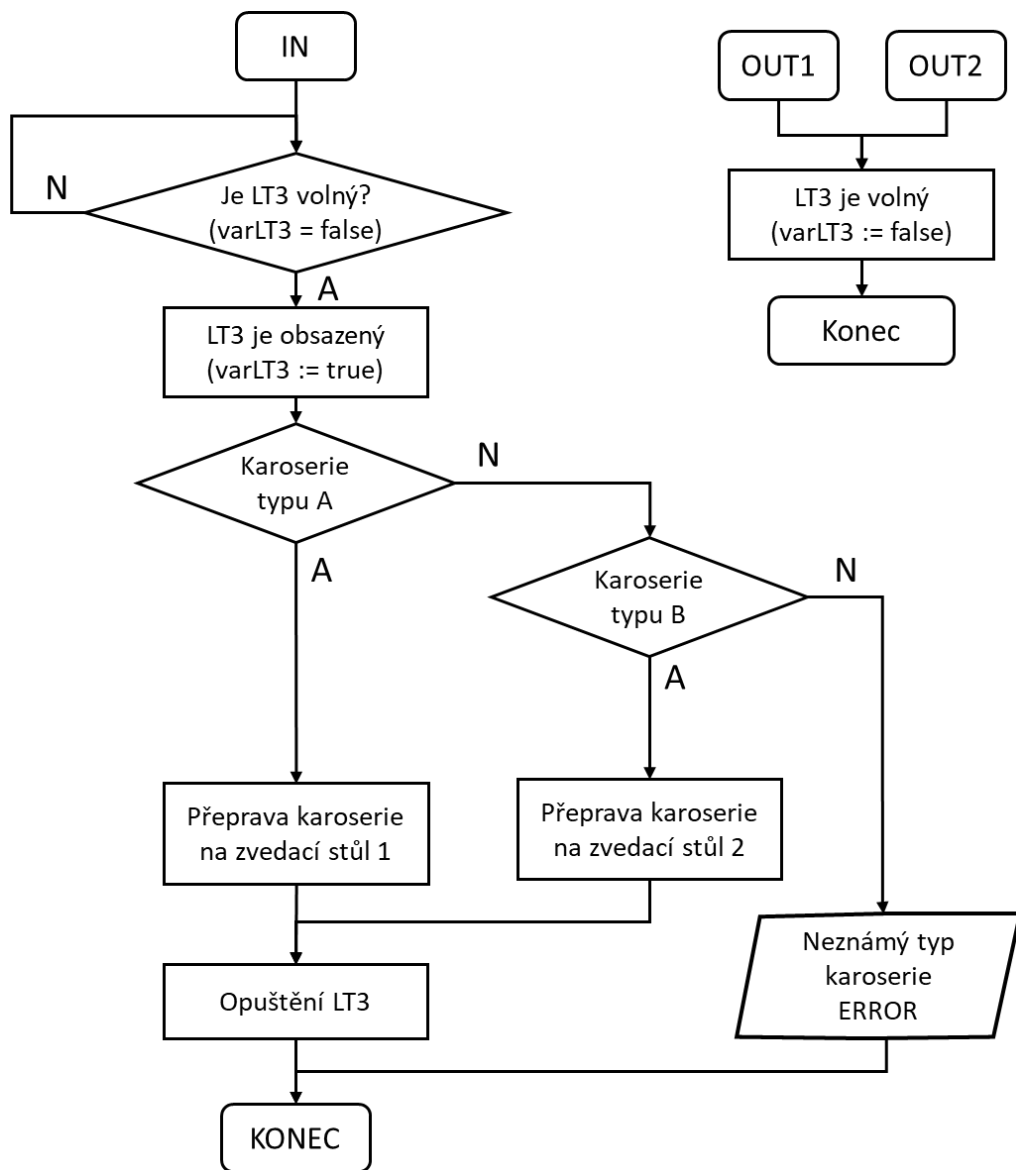 IN
N
Je LT3 volný?
(varLT3 = false)
A
LT3 je obsazený
(varLT3 := true)
Karoserie
typu A
N
A
Karoserie
typu B
N
A
Přeprava karoserie
na zvedací stůl 1
Přeprava karoserie
na zvedací stůl 2
Opuštění LT3
Neznámý typ
karoserie
ERROR
KONEC
OUT1
OUT2
LT3 je volný
(varLT3 := false)
Konec